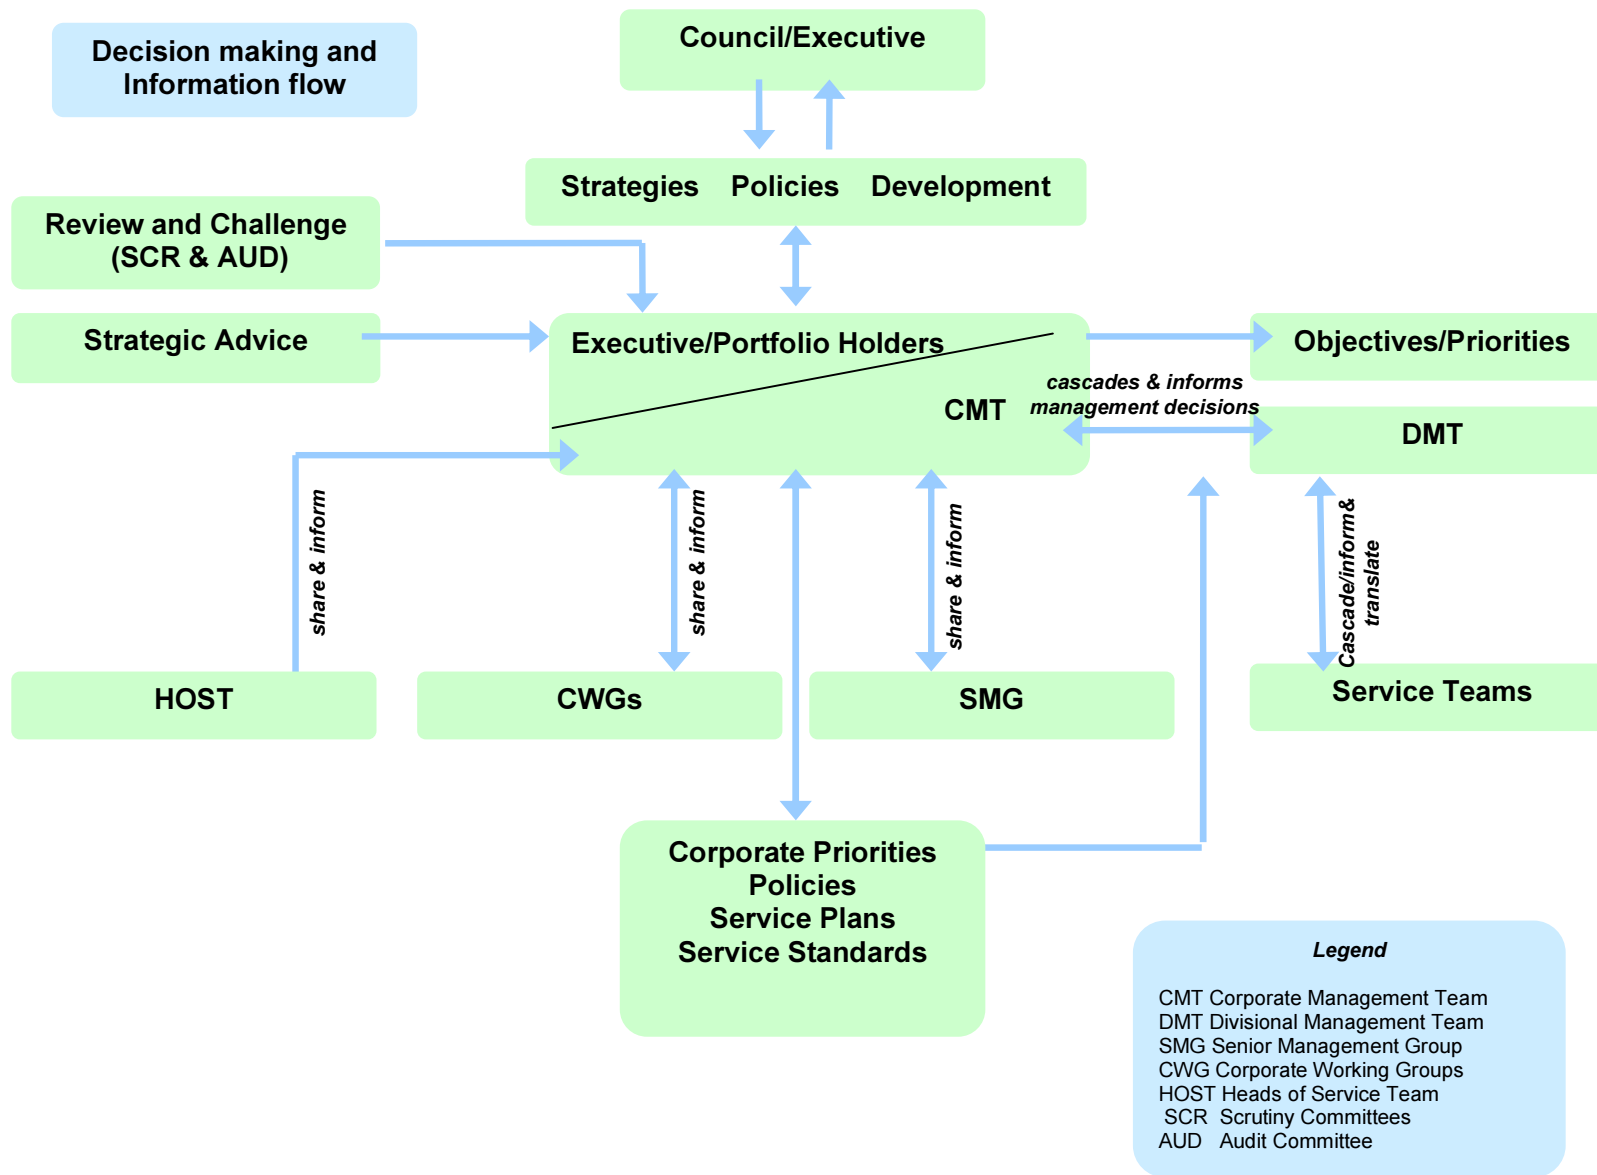 Decision making and
Information flow
Council/Executive
Strategies Policies Development
Review and Challenge
(SCR & AUD)
Strategic Advice
Executive/Portfolio Holders
CMT
Objectives/Priorities
cascades & informs
management decisions
DMT
share & inform
share & inform
share & inform
Cascade/inform&
translate
HOST
CWGs
SMG
Service Teams
Corporate Priorities
Policies
Service Plans
Service Standards
Legend
CMT Corporate Management Team
DMT Divisional Management Team
SMG Senior Management Group
CWG Corporate Working Groups
HOST Heads of Service Team
SCR Scrutiny Committees
AUD Audit Committee